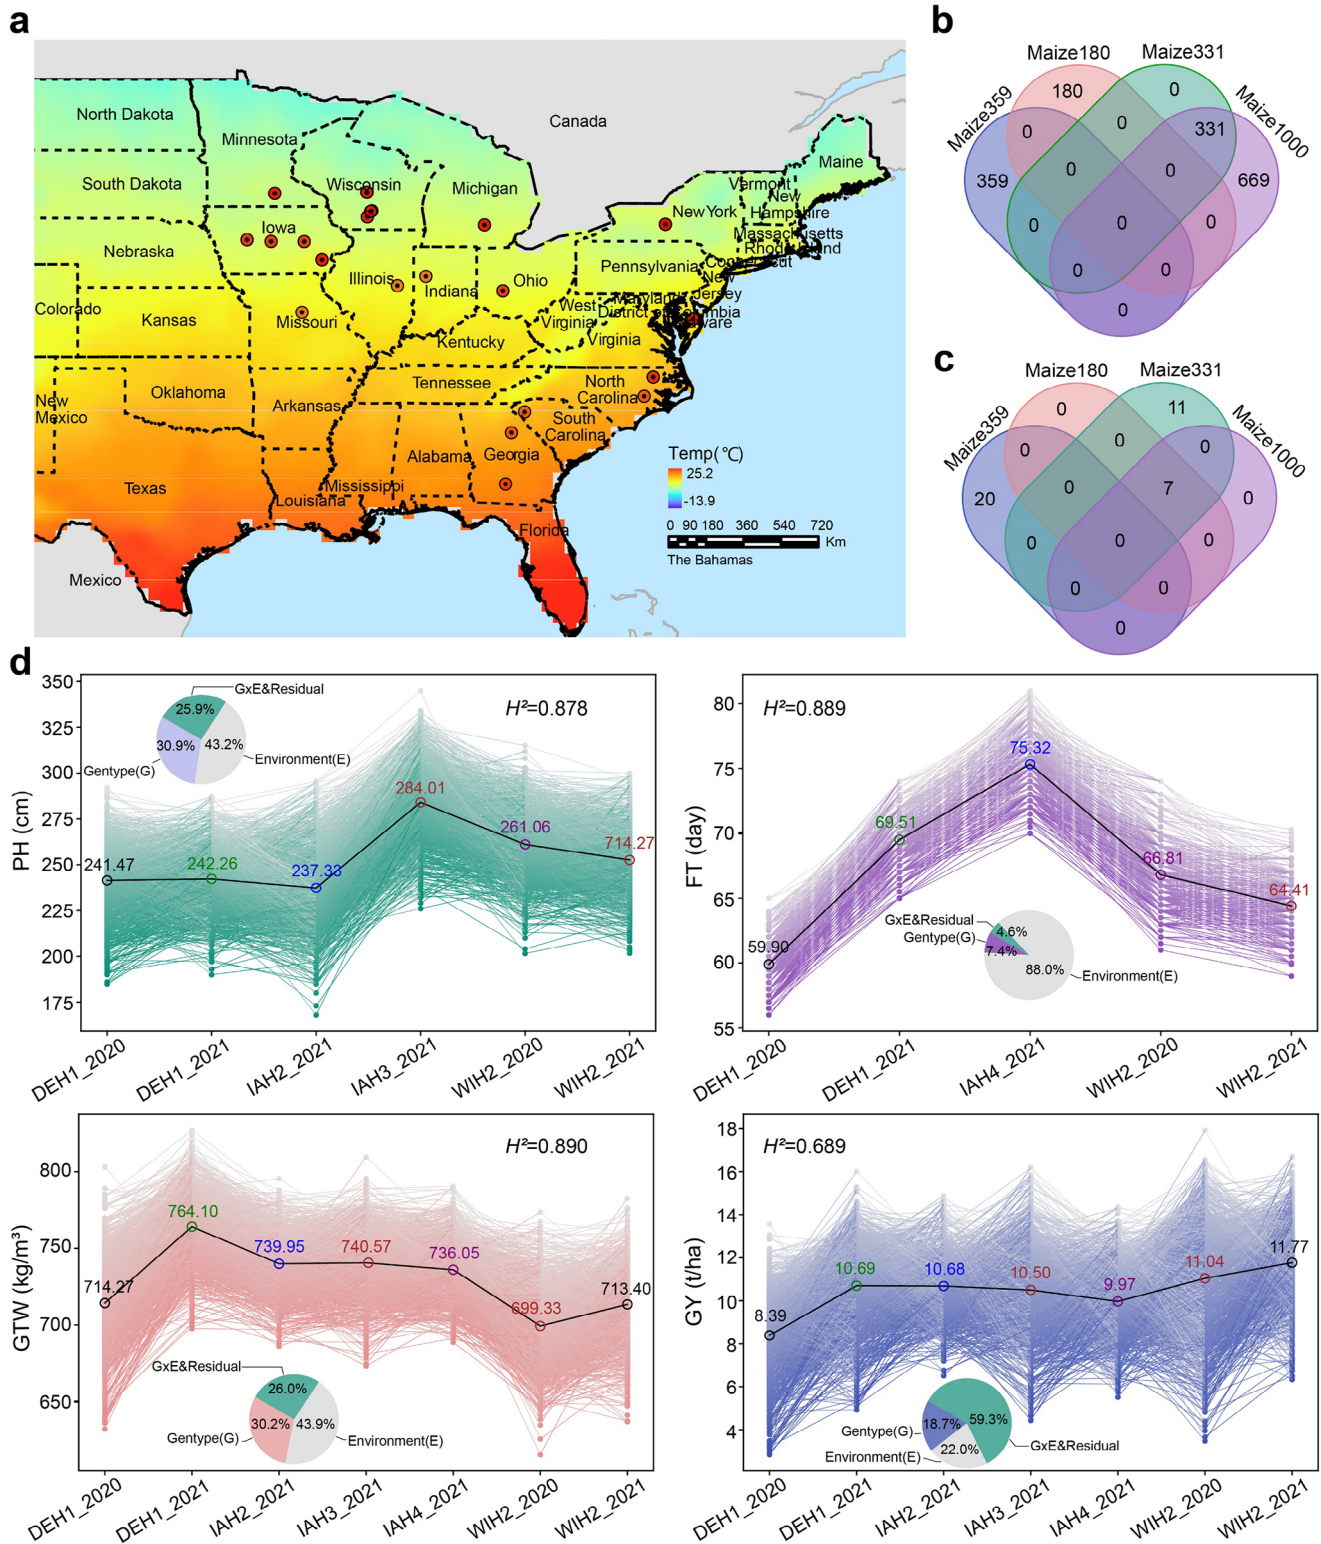 a
North Dakota
Minnesota
Canada
South Dakota
Wisconsin
Michigan
Maine
Vermont
New
Hampshire
New York
Massachusetts
Rhode Island
Connecticut
Iowa
Nebraska
Illinois
Indiana
Ohio
Pennsylvania
New
Jersey
Maryland
District of Columbia
Colorado
Kansas
Missouri
West
Virginia
Virginia
Kentucky
Oklahoma
Tennessee
North
Carolina
New
Mexico
Arkansas
South
Carolina
Alabama
Georgia
Texas
Mississippi
Louisiana
Florida
Mexico
Temp(℃)
25.2
-13.9
0 90 180 360 540 720
Km
The Bahamas
b
Maize359
Maize180
Maize331
Maize1000
180
0
0
0
331
359
0
0
669
0
0
0
0
0
0
c
Maize359
Maize180
Maize331
Maize1000
0
11
0
0
0
20
0
7
0
0
0
0
0
0
0
d
PH (cm)
350
325
300
275
250
225
200
175
GxE&Residual
25.9%
30.9%
43.2%
Gentype(G)
Environment(E)
H²=0.878
241.47
242.26
237.33
284.01
261.06
714.27
DEH1_2020
DEH1_2021
IAH2_2021
IAH3_2021
WIH2_2020
WIH2_2021
FT (day)
80
75
70
65
60
55
H²=0.889
59.90
69.51
75.32
66.81
64.41
GxE&Residual
Gentype(G)
4.6%
7.4%
88.0%
Environment(E)
DEH1_2020
DEH1_2021
IAH4_2021
WIH2_2020
WIH2_2021
GTW (kg/m³)
800
750
700
650
H²=0.890
714.27
764.10
739.95
740.57
736.05
699.33
713.40
GxE&Residual
26.0%
30.2%
43.9%
Gentype(G)
Environment(E)
DEH1_2020
DEH1_2021
IAH2_2021
IAH3_2021
IAH4_2021
WIH2_2020
WIH2_2021
GY (t/ha)
18
16
14
12
10
8
6
4
H²=0.689
8.39
10.69
10.68
10.50
9.97
11.04
11.77
Gentype(G)
18.7%
59.3%
22.0%
Environment(E)
GxE&Residual
DEH1_2020
DEH1_2021
IAH2_2021
IAH3_2021
IAH4_2021
WIH2_2020
WIH2_2021